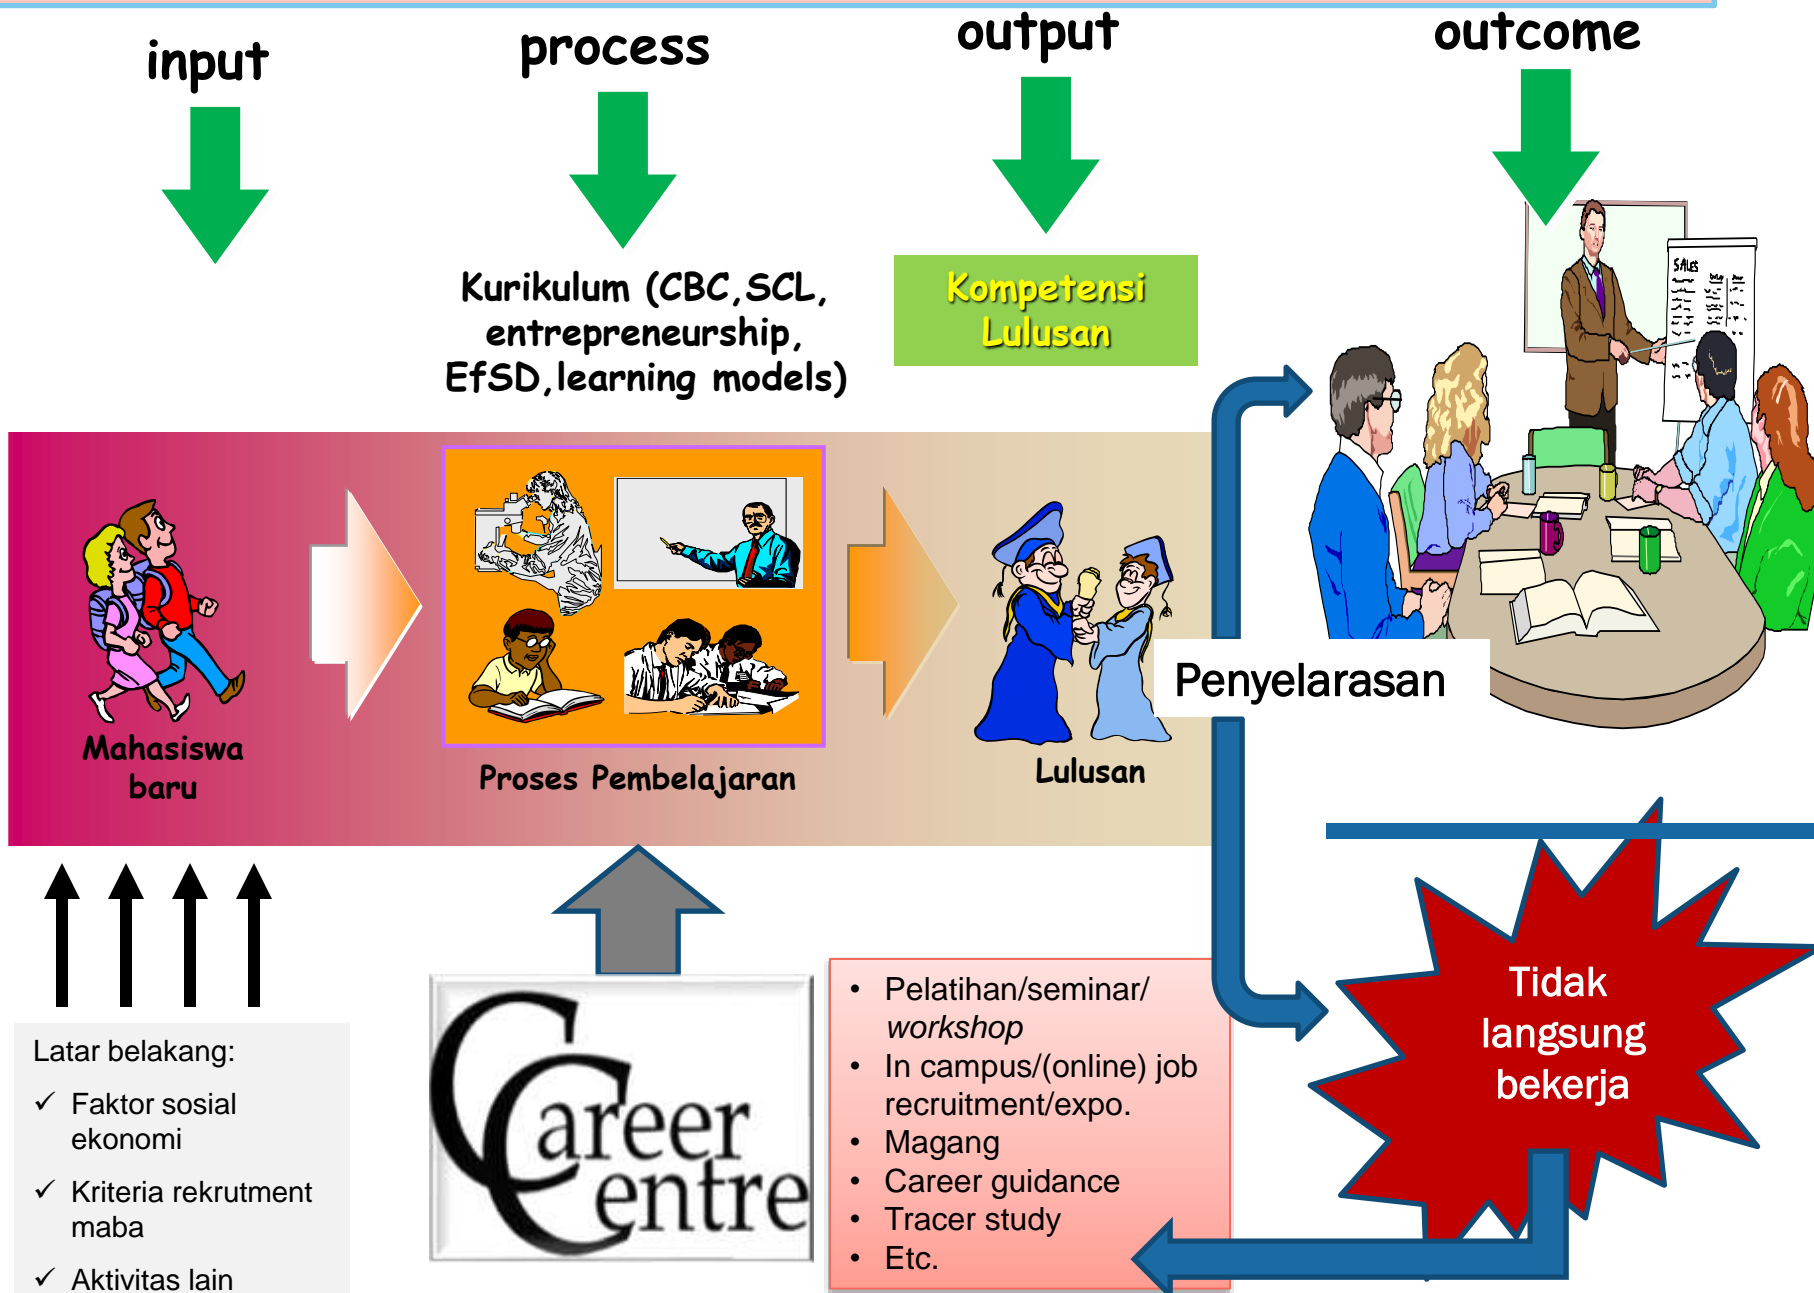 input
process
output
outcome
Kurikulum (CBC,SCL,
entrepreneurship,
EfSD,learning models)
Kompetensi
Lulusan
SALES
Mahasiswa
baru
Proses Pembelajaran
Lulusan
Penyelarasan
Latar belakang:
✓ Faktor sosial
ekonomi
✓ Kriteria rekrutment
maba
✓ Aktivitas lain
Career
Centre
• Pelatihan/seminar/
workshop
• In campus/(online) job
recruitment/expo.
• Magang
• Career guidance
• Tracer study
• Etc.
Tidak
langsung
bekerja